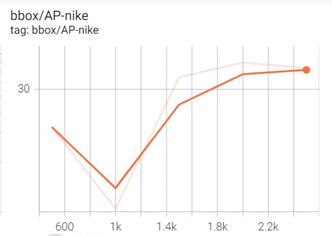 bbox/AP-nike
tag: bbox/AP-nike
30
600 1k 1.4k 1.8k 2.2k